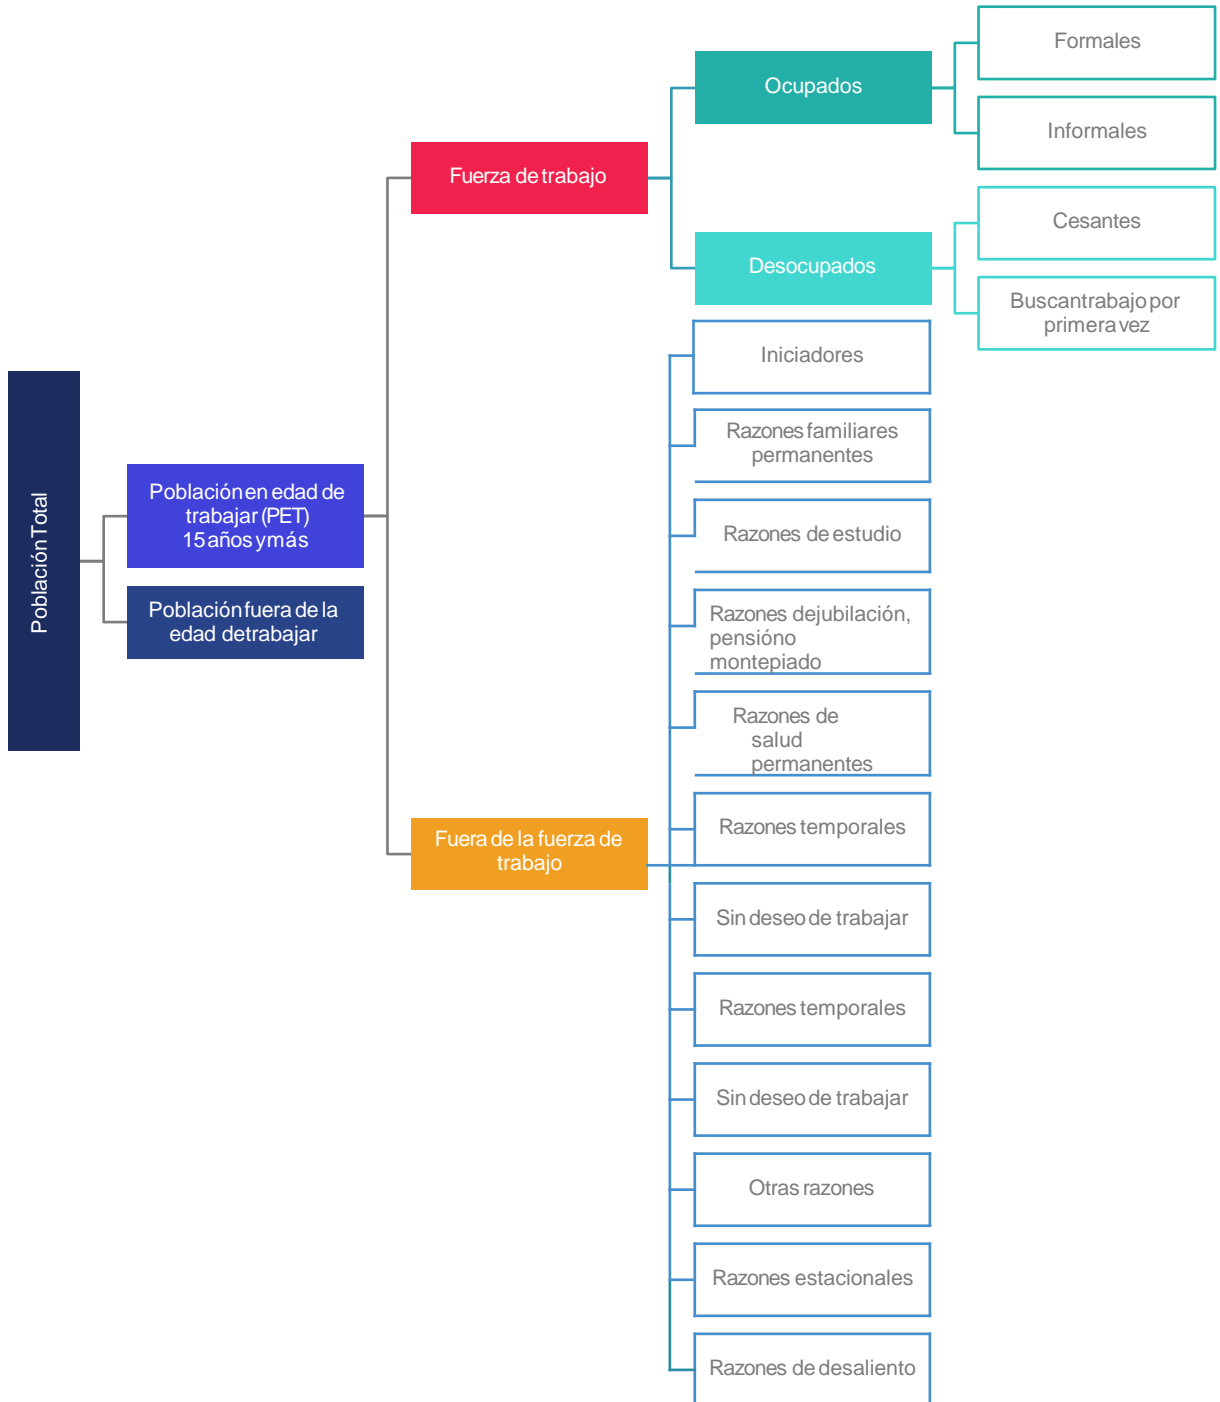 Formales
Ocupados
Informales
Fuerza de trabajo
Cesantes
Desocupados
Buscan trabajo por
primera vez
Iniciadores
Razones familiares
permanentes
Población Total
Población en edad de
trabajar (PET)
15 años y más
Razones de estudio
Población fuera de la
edad de trabajar
Razones de jubilación,
pensión o
montepiado
Razones de
salud
permanentes
Fuera de la fuerza de
trabajo
Razones temporales
Sin deseo de trabajar
Razones temporales
Sin deseo de trabajar
Otras razones
Razones estacionales
Razones de desaliento